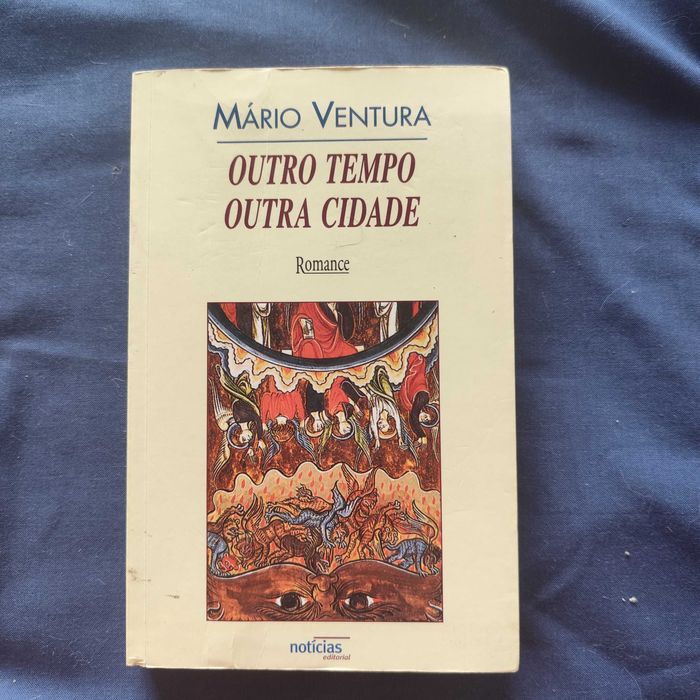 MÁRIO VENTURA
OUTRO TEMPO
OUTRA CIDADE
Romance
notícias
editorial